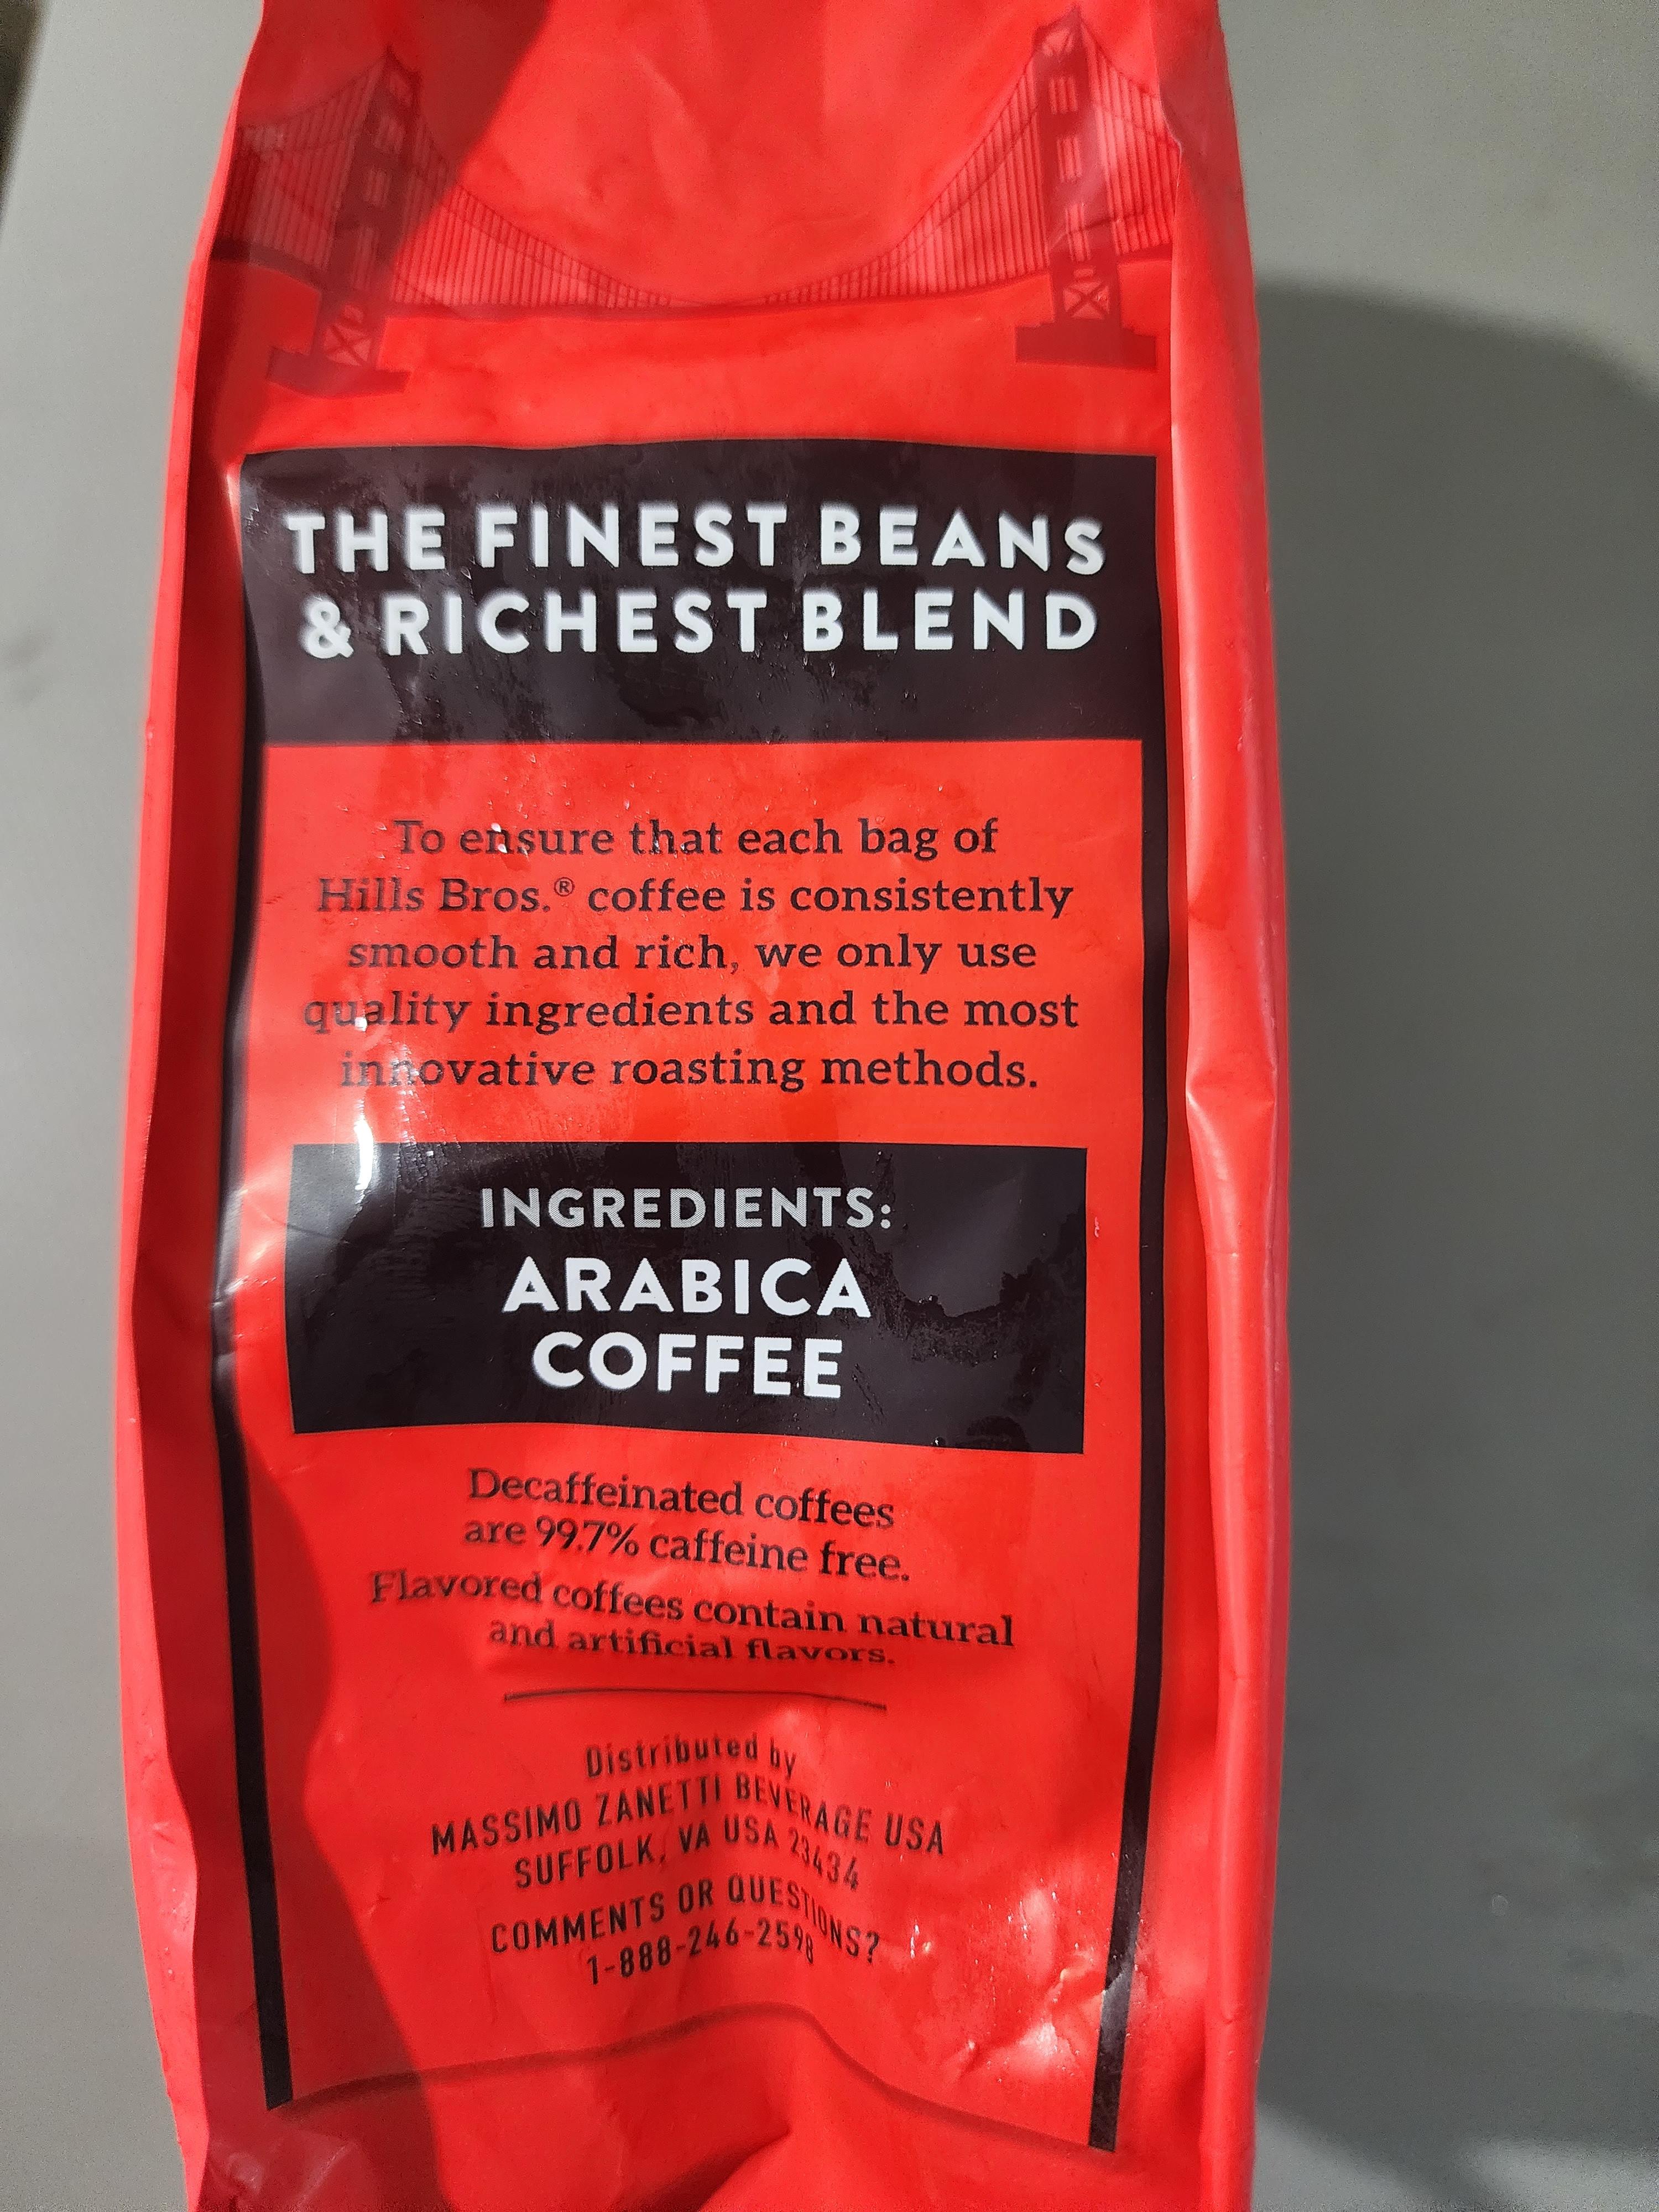 THE FINEST BEANS
& RICHEST BLEND
To ensure that each bag of
Hills Bros.® coffee is consistently
smooth and rich, we only use
quality ingredients and the most
innovative roasting methods.
INGREDIENTS:
ARABICA
COFFEE
Decaffeinated coffees
are 99.7% caffeine free.
Flavored coffees contain natural
and artificial flavors.
Distributed by
MASSIMO ZANETTI BEVERAGE USA
SUFFOLK, VA USA 23434
COMMENTS OR QUESTIONS?
1-888-246-2598